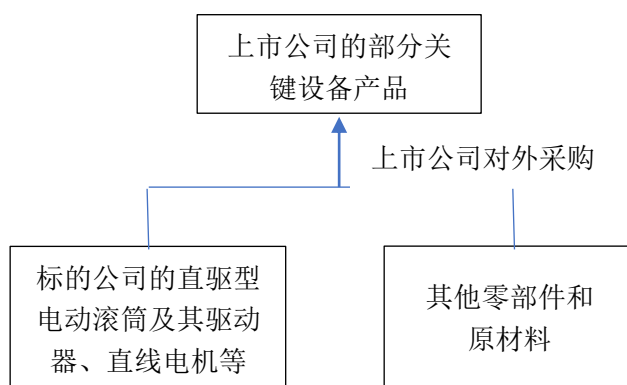 上市公司的部分关
键设备产品
上市公司对外采购
标的公司的直驱型
电动滚筒及其驱动
器、直线电机等
其他零部件和
原材料